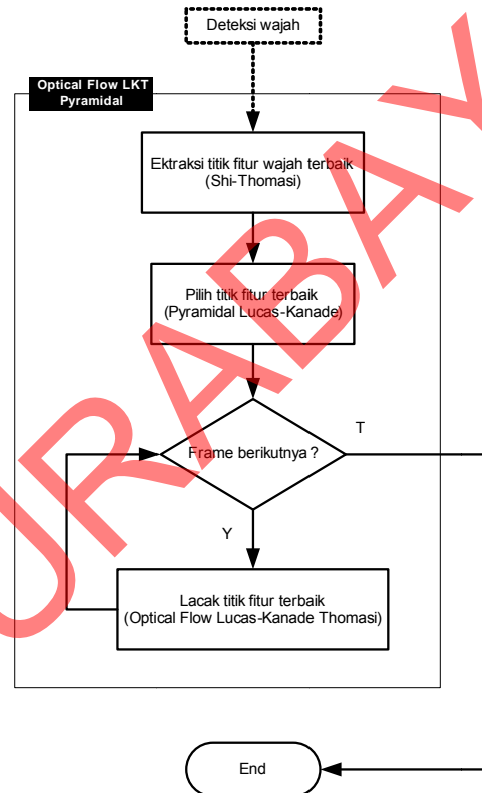 Deteksi wajah
Optical Flow LKT
Pyramidal
Ektraksi titik fitur wajah terbaik
(Shi-Thomasi)
Pilih titik fitur terbaik
(Pyramidal Lucas-Kanade)
Frame berikutnya ?
T
Y
Lacak titik fitur terbaik
(Optical Flow Lucas-Kanade Thomasi)
End
URABAY